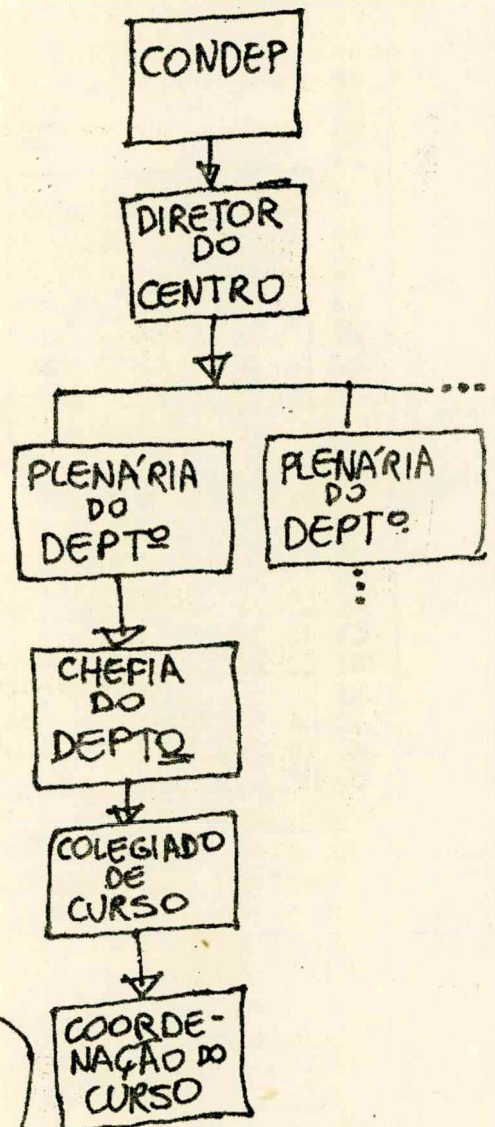 CONDEP
DIRETOR
DO
CENTRO
...
PLENÁRIA
DO
DEPTº
PLENÁRIA
DO
DEPTº
...
CHEFIA
DO
DEPTº
COLEGIADO
DE
CURSO
COORDE-
NAÇÃO DO
CURSO